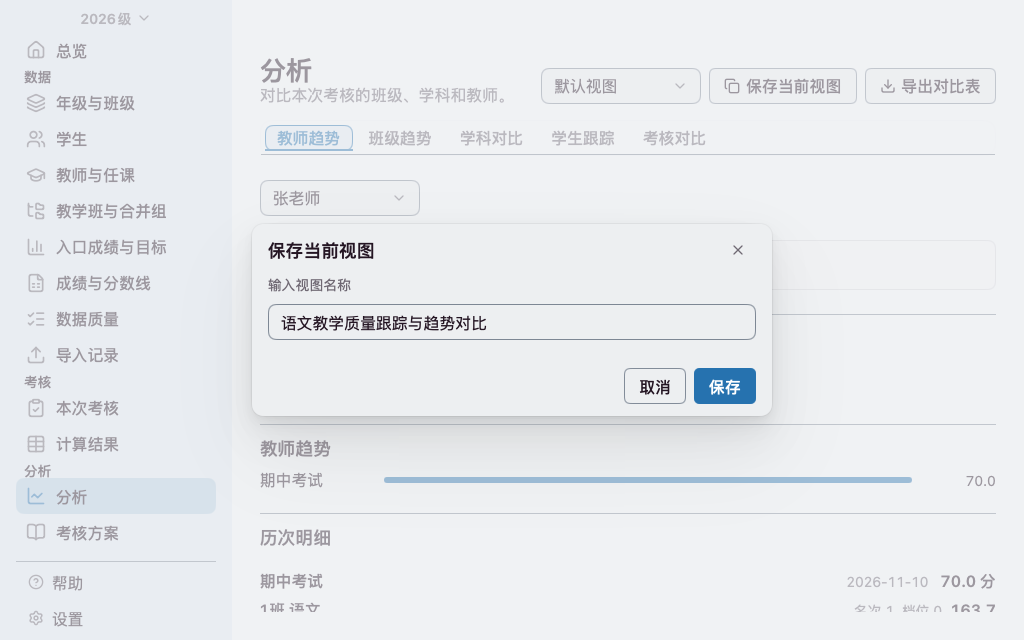 2026级
总览
数据
年级与班级
学生
教师与任课
教学班与合并组
入口成绩与目标
成绩与分数线
数据质量
导入记录
考核
本次考核
计算结果
分析
分析
考核方案
帮助
设置
分析
对比本次考核的班级、学科和教师。
默认视图
保存当前视图
导出对比表
教师趋势 班级趋势 学科对比 学生跟踪 考核对比
张老师
保存当前视图
输入视图名称
语文教学质量跟踪与趋势对比
取消 保存
教师趋势
期中考试 70.0
历次明细
期中考试 2026-11-10 70.0 分
1班 语文 名次 1 档位 0 163.7